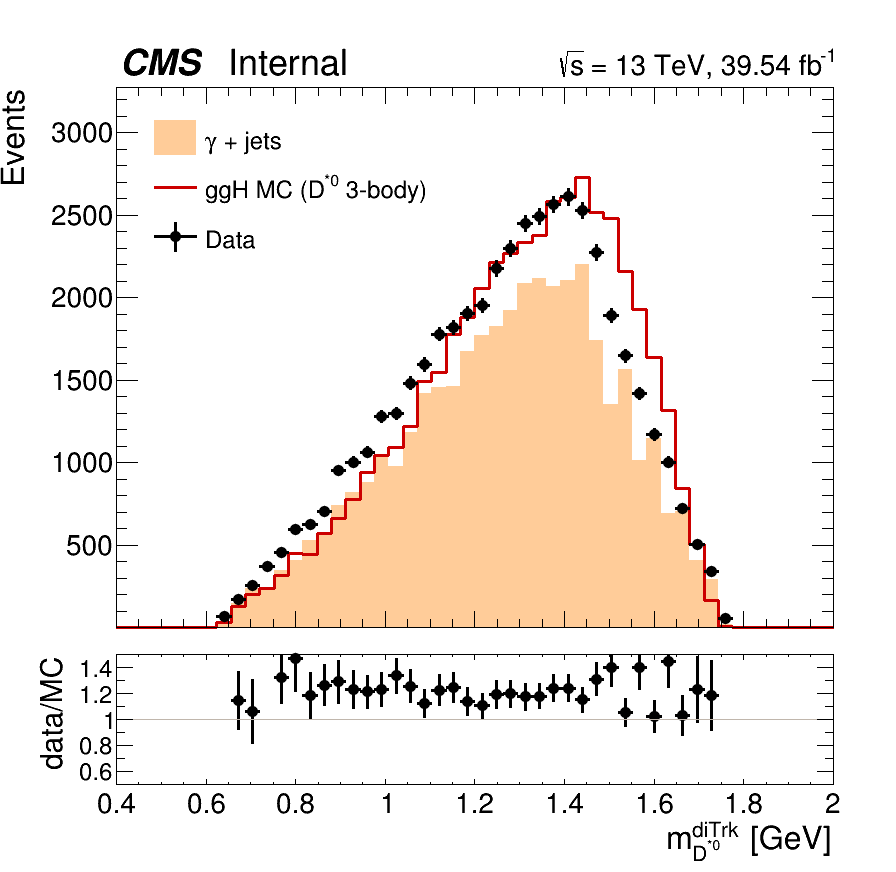 CMS Internal √s = 13 TeV, 39.54 fb⁻¹
Events
3000
2500
2000
1500
1000
500
γ + jets
ggH MC (D*⁰ 3-body)
Data
data/MC
1.4
1.2
1
0.8
0.6
0.4 0.6 0.8 1 1.2 1.4 1.6 1.8 2
m_{D*⁰}^{diTrk} [GeV]